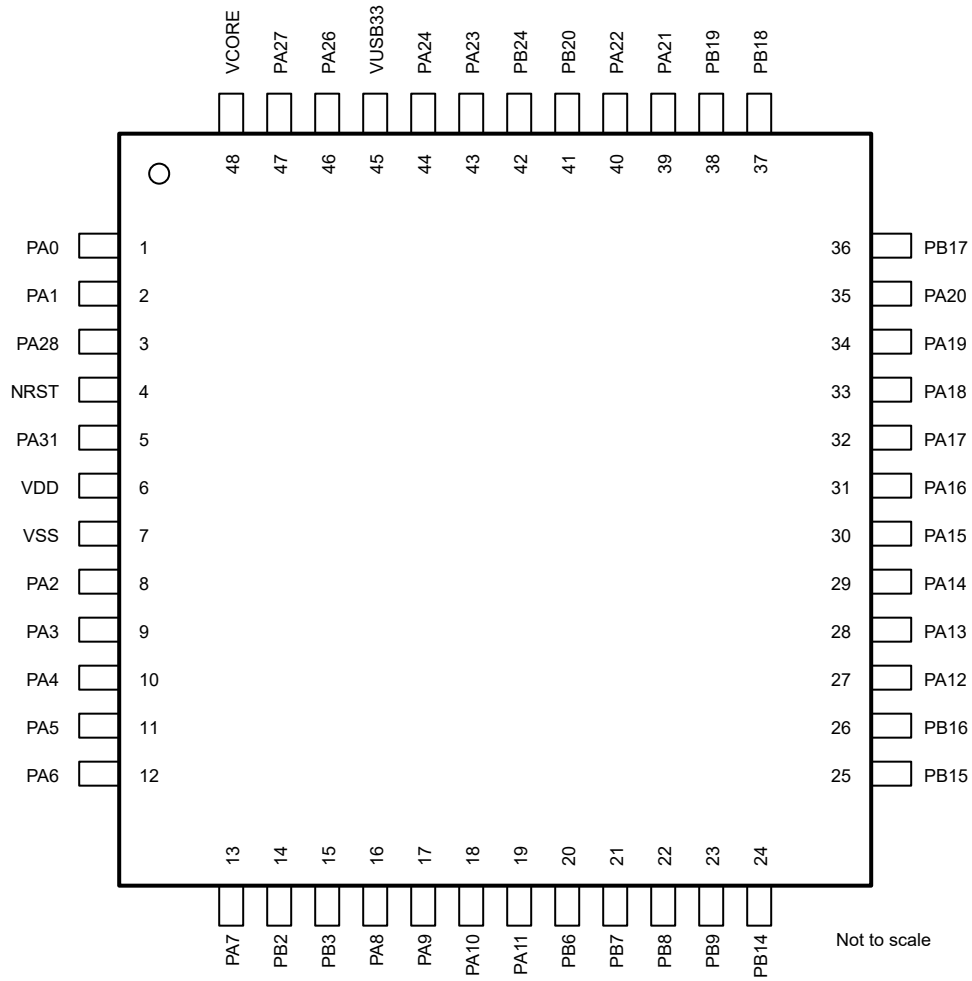 VCORE
PA27
PA26
VUSB33
PA24
PA23
PB24
PB20
PA22
PA21
PB19
PB18
48
47
46
45
44
43
42
41
40
39
38
37
PA0 1 36 PB17
PA1 2 35 PA20
PA28 3 34 PA19
NRST 4 33 PA18
PA31 5 32 PA17
VDD 6 31 PA16
VSS 7 30 PA15
PA2 8 29 PA14
PA3 9 28 PA13
PA4 10 27 PA12
PA5 11 26 PB16
PA6 12 25 PB15
13
14
15
16
17
18
19
20
21
22
23
24
PA7
PB2
PB3
PA8
PA9
PA10
PA11
PB6
PB7
PB8
PB9
PB14
Not to scale